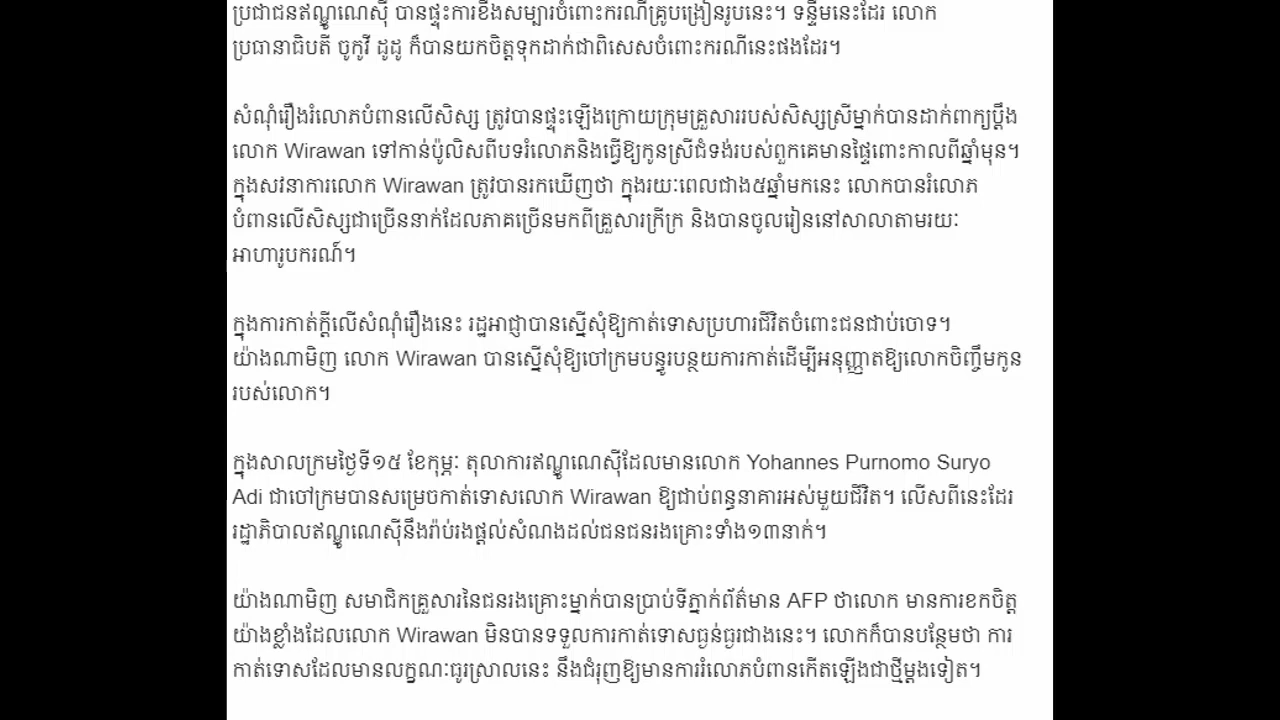 ប្រជាជនឥណ្ឌូណេស៊ី បានផ្ទុះការខឹងសម្បារចំពោះករណីគ្រូបង្រៀនរូបនេះ។ ទន្ទឹមនេះដែរ លោក
ប្រធានាធិបតី ចូកូវី ដូដូ ក៏បានយកចិត្តទុកដាក់ជាពិសេសចំពោះករណីនេះផងដែរ។
សំណុំរឿងរំលោភបំពានលើសិស្ស ត្រូវបានផ្ទុះឡើងក្រោយក្រុមគ្រួសាររបស់សិស្សស្រីម្នាក់បានដាក់ពាក្យប្ដឹង
លោក Wirawan ទៅកាន់ប៉ូលិសពីបទរំលោភនិងធ្វើឱ្យកូនស្រីជំទង់របស់ពួកគេមានផ្ទៃពោះកាលពីឆ្នាំមុន។
ក្នុងសវនាការលោក Wirawan ត្រូវបានរកឃើញថា ក្នុងរយៈពេលជាង៥ឆ្នាំមកនេះ លោកបានរំលោភ
បំពានលើសិស្សជាច្រើននាក់ដែលភាគច្រើនមកពីគ្រួសារក្រីក្រ និងបានចូលរៀននៅសាលាតាមរយៈ
អាហារូបករណ៍។
ក្នុងការកាត់ក្ដីលើសំណុំរឿងនេះ រដ្ឋអាជ្ញាបានស្នើសុំឱ្យកាត់ទោសប្រហារជីវិតចំពោះជនជាប់ចោទ។
យ៉ាងណាមិញ លោក Wirawan បានស្នើសុំឱ្យចៅក្រមបន្ធូរបន្ថយការកាត់ដើម្បីអនុញ្ញាតឱ្យលោកចិញ្ចឹមកូន
របស់លោក។
ក្នុងសាលក្រមថ្ងៃទី១៥ ខែកុម្ភៈ តុលាការឥណ្ឌូណេស៊ីដែលមានលោក Yohannes Purnomo Suryo
Adi ជាចៅក្រមបានសម្រេចកាត់ទោសលោក Wirawan ឱ្យជាប់ពន្ធនាគារអស់មួយជីវិត។ លើសពីនេះដែរ
រដ្ឋាភិបាលឥណ្ឌូណេស៊ីនឹងរ៉ាប់រងផ្ដល់សំណងដល់ជនជនរងគ្រោះទាំង១៣នាក់។
យ៉ាងណាមិញ សមាជិកគ្រួសារនៃជនរងគ្រោះម្នាក់បានប្រាប់ទីភ្នាក់ព័ត៌មាន AFP ថាលោក មានការខកចិត្ត
យ៉ាងខ្លាំងដែលលោក Wirawan មិនបានទទួលការកាត់ទោសធ្ងន់ធ្ងរជាងនេះ។ លោកក៏បានបន្ថែមថា ការ
កាត់ទោសដែលមានលក្ខណៈធូរស្រាលនេះ នឹងជំរុញឱ្យមានការរំលោភបំពានកើតឡើងជាថ្មីម្ដងទៀត។